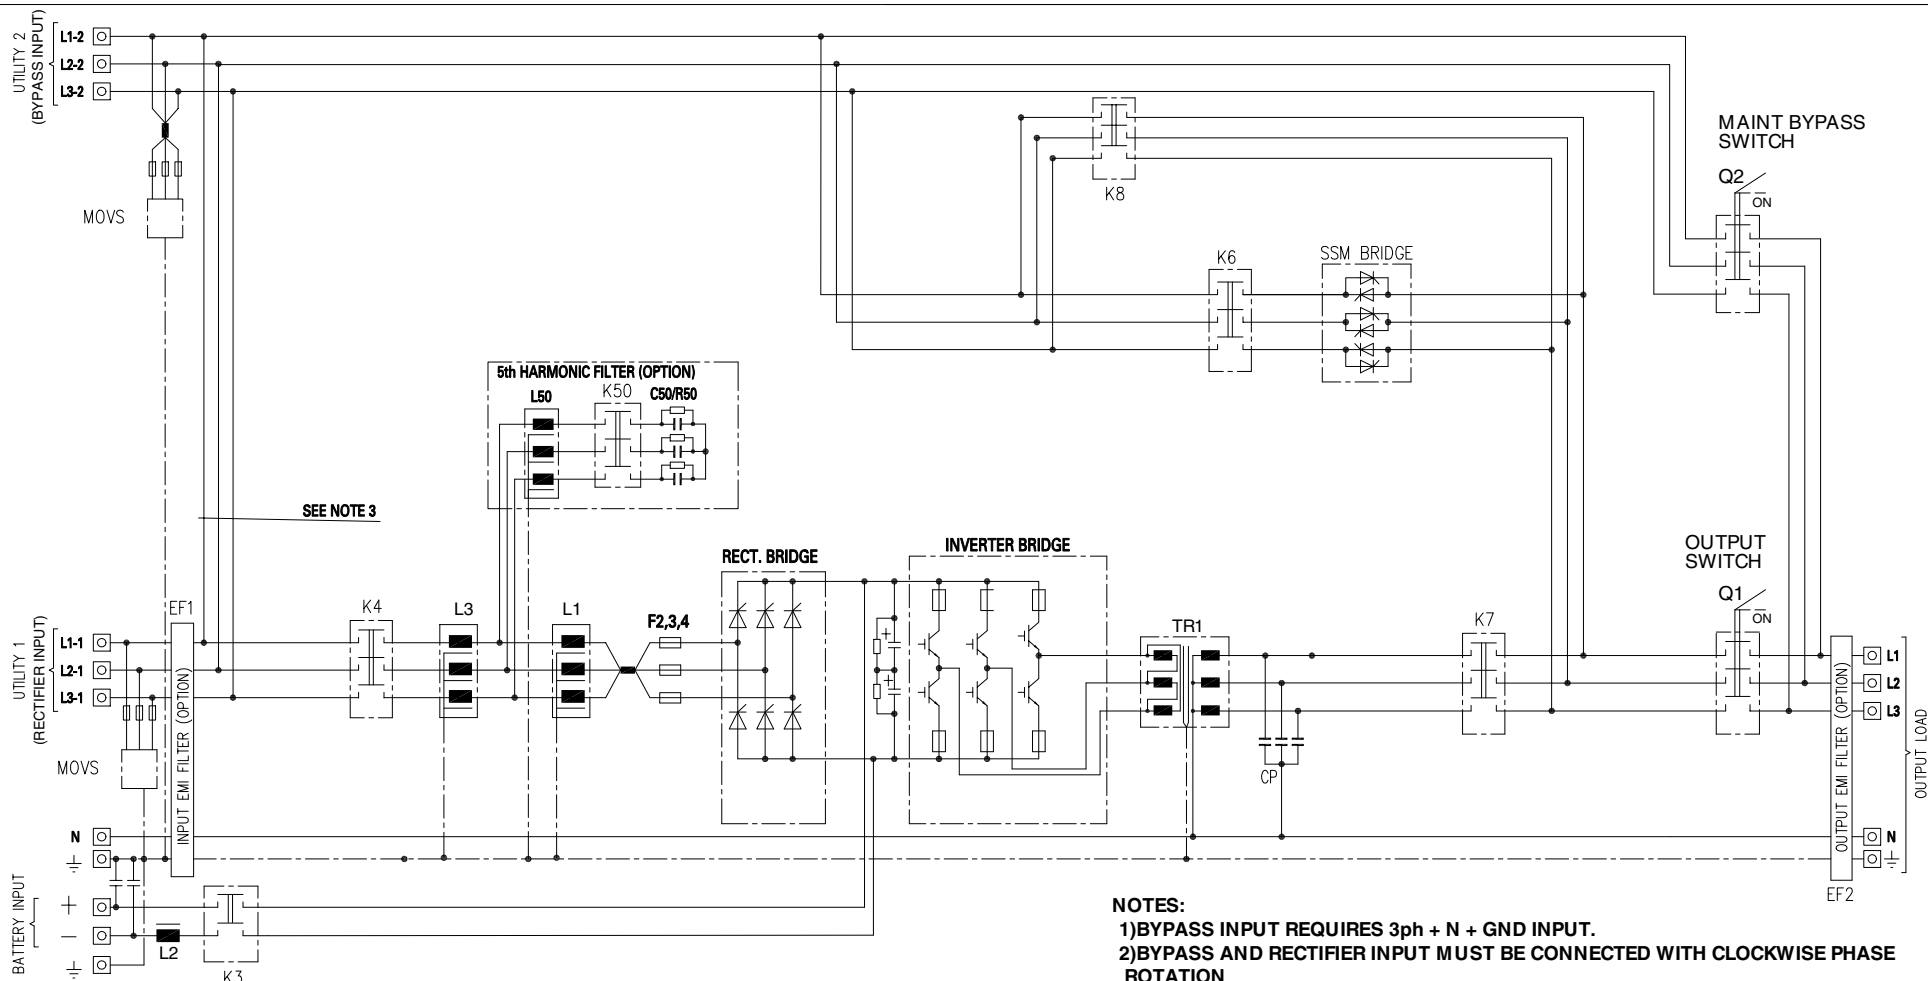 UTILITY 2
(BYPASS INPUT)
L1-2
L2-2
L3-2
MAINT BYPASS
SWITCH
Q2
ON
K8
MOVS
K6
SSM BRIDGE
5th HARMONIC FILTER (OPTION)
L50
K50
C50/R50
SEE NOTE 3
RECT. BRIDGE
INVERTER BRIDGE
OUTPUT
SWITCH
Q1
ON
EF1
K4
L3
L1
F2,3,4
TR1
K7
UTILITY 1
(RECTIFIER INPUT)
L1-1
L2-1
L3-1
INPUT EMI FILTER (OPTION)
+
+
L1
L2
L3
OUTPUT EMI FILTER (OPTION)
OUTPUT LOAD
MOVS
CP
N
N
EF2
BATTERY INPUT
+
–
L2
K3
NOTES:
1)BYPASS INPUT REQUIRES 3ph + N + GND INPUT.
2)BYPASS AND RECTIFIER INPUT MUST BE CONNECTED WITH CLOCKWISE PHASE
ROTATION